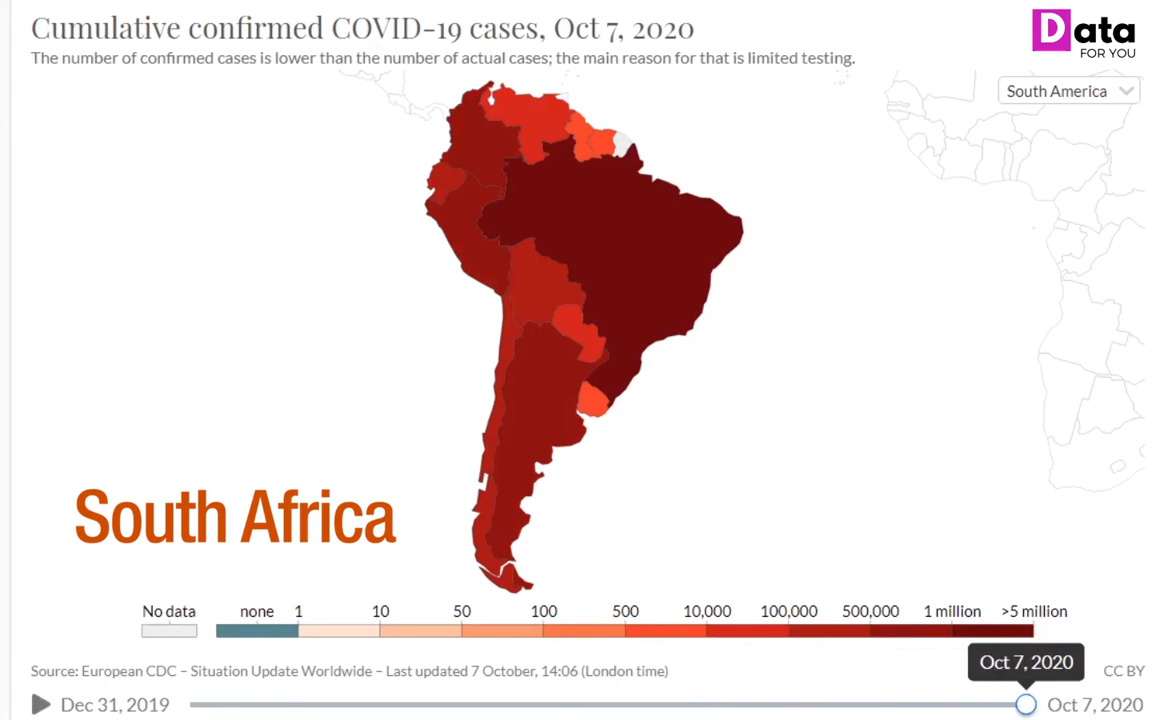 Cumulative confirmed COVID-19 cases, Oct 7, 2020
The number of confirmed cases is lower than the number of actual cases; the main reason for that is limited testing.
Data
FOR YOU
South America
South Africa
No data none 1 10 50 100 500 10,000 100,000 500,000 1 million >5 million
Source: European CDC – Situation Update Worldwide – Last updated 7 October, 14:06 (London time)
Oct 7, 2020
CC BY
Dec 31, 2019
Oct 7, 2020